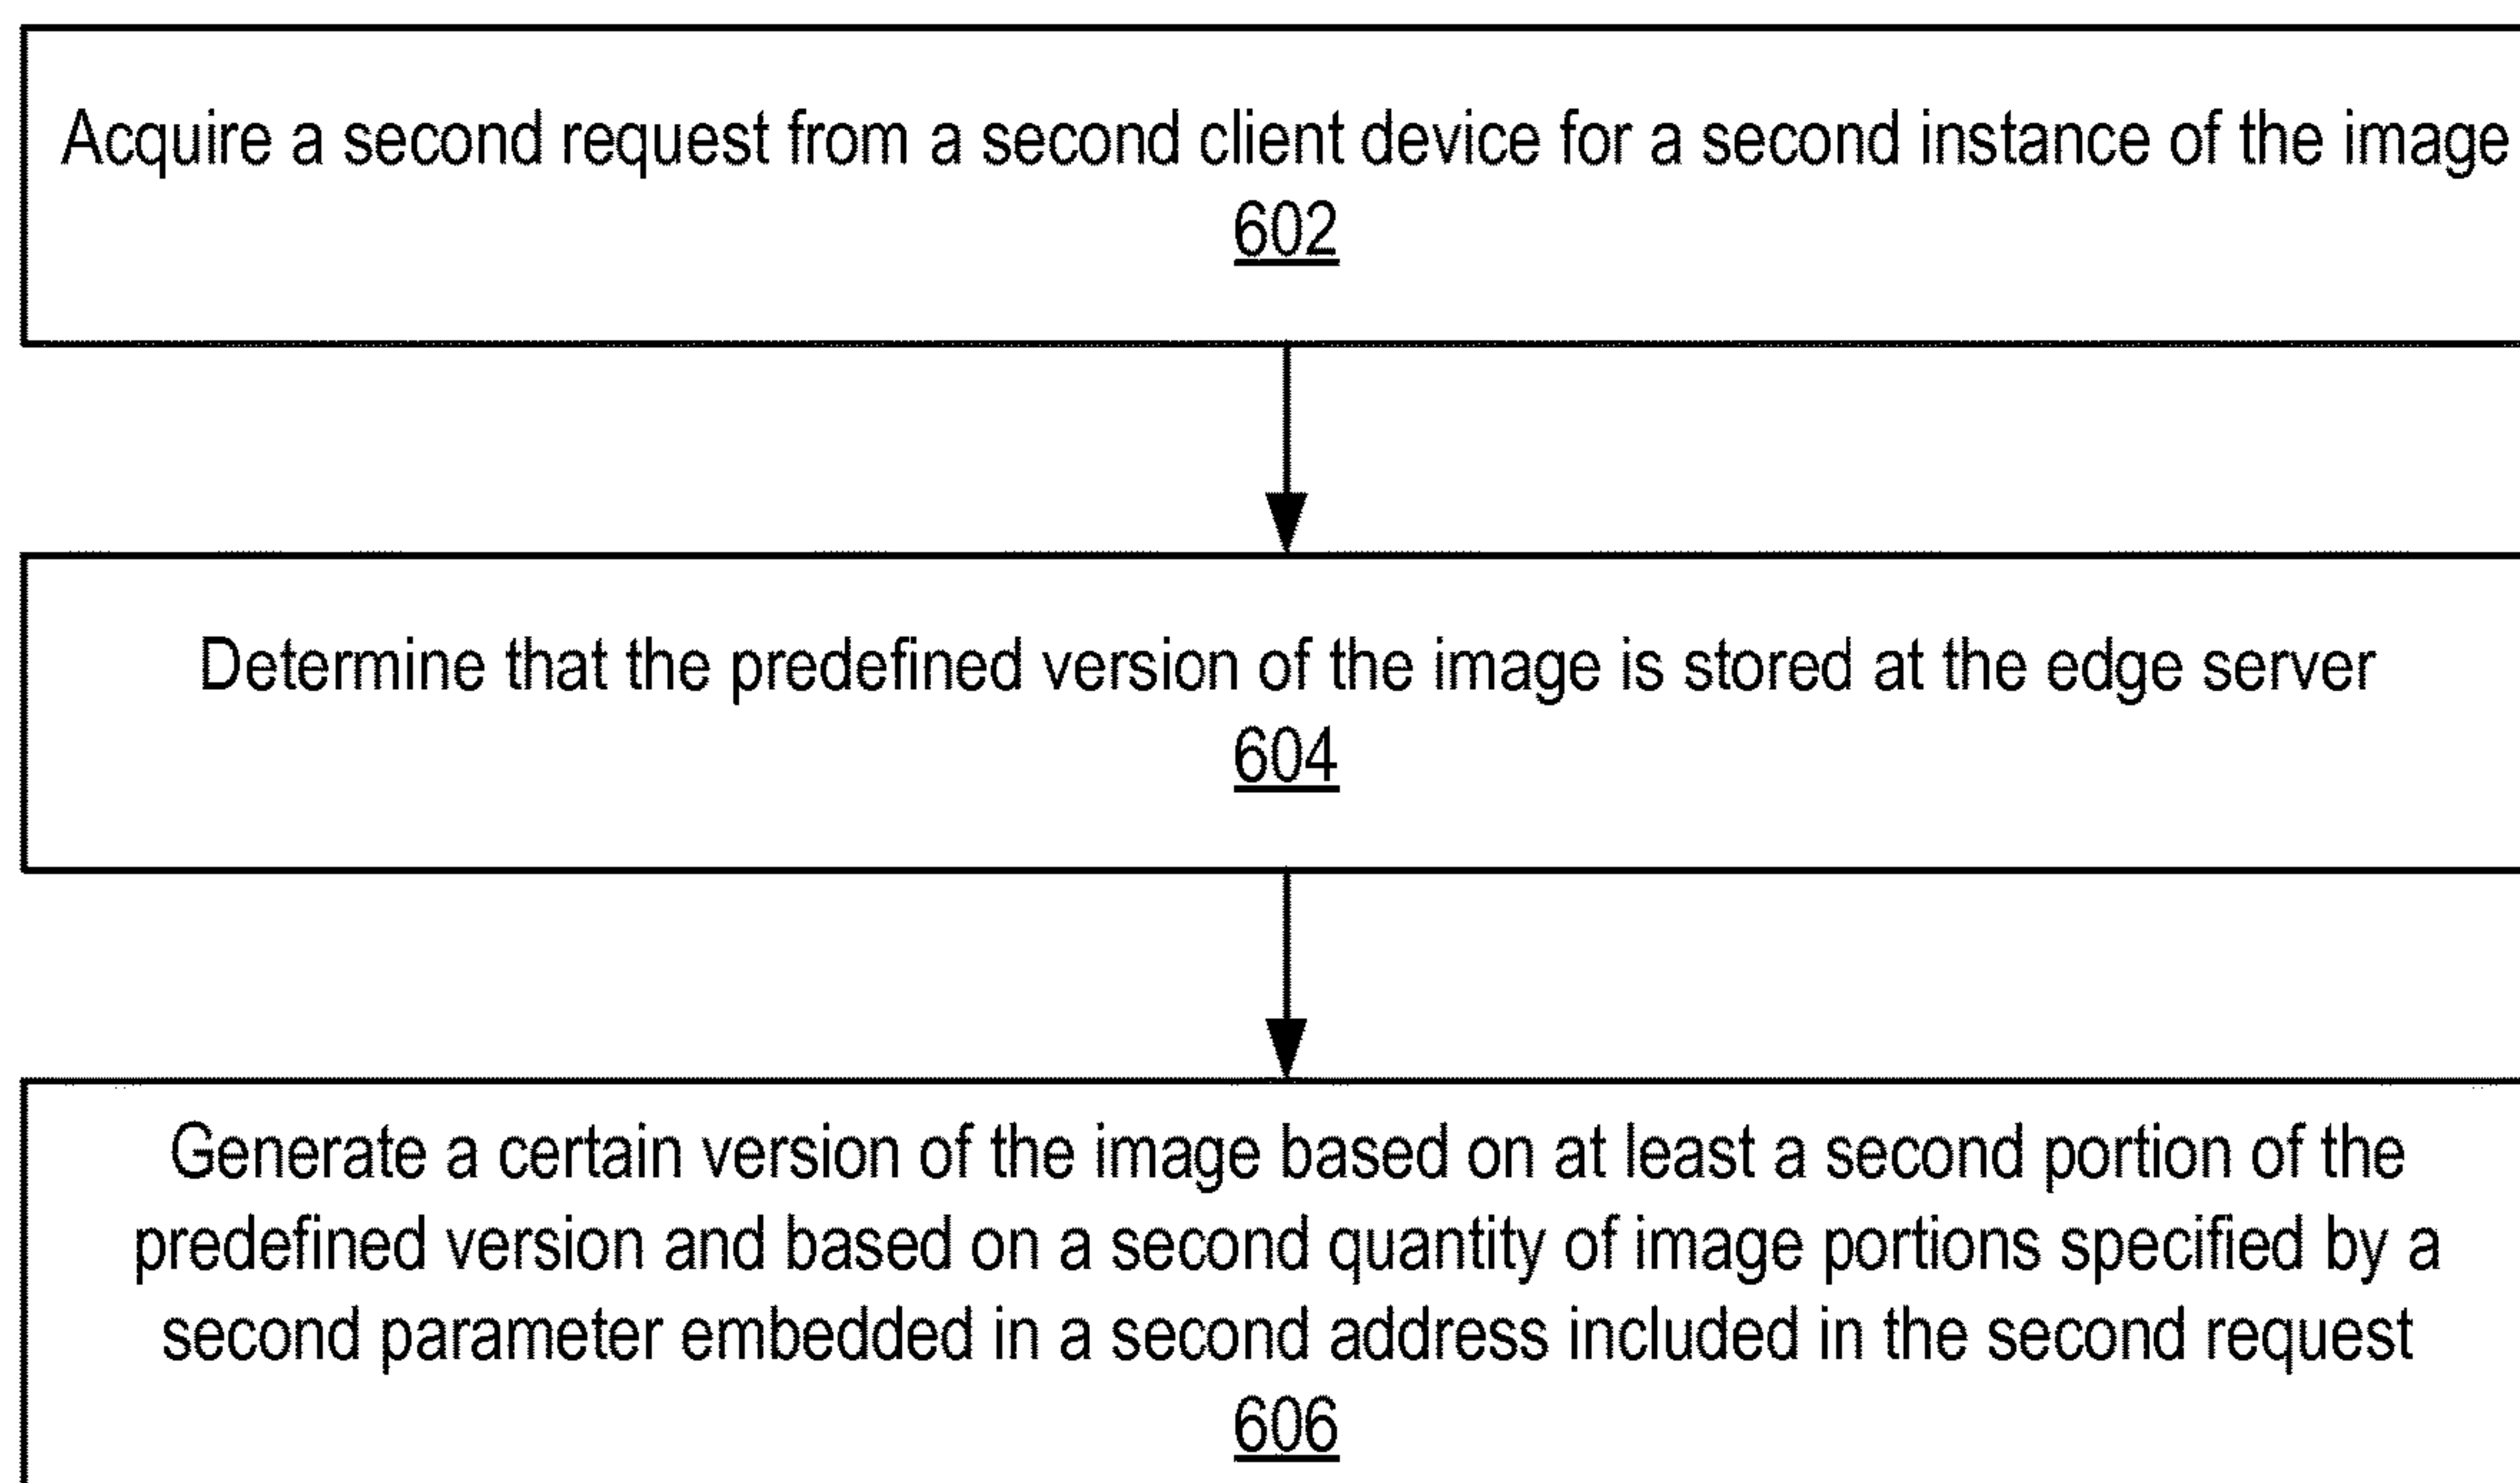 Acquire a second request from a second client device for a second instance of the image
602
Determine that the predefined version of the image is stored at the edge server
604
Generate a certain version of the image based on at least a second portion of the
predefined version and based on a second quantity of image portions specified by a
second parameter embedded in a second address included in the second request
606